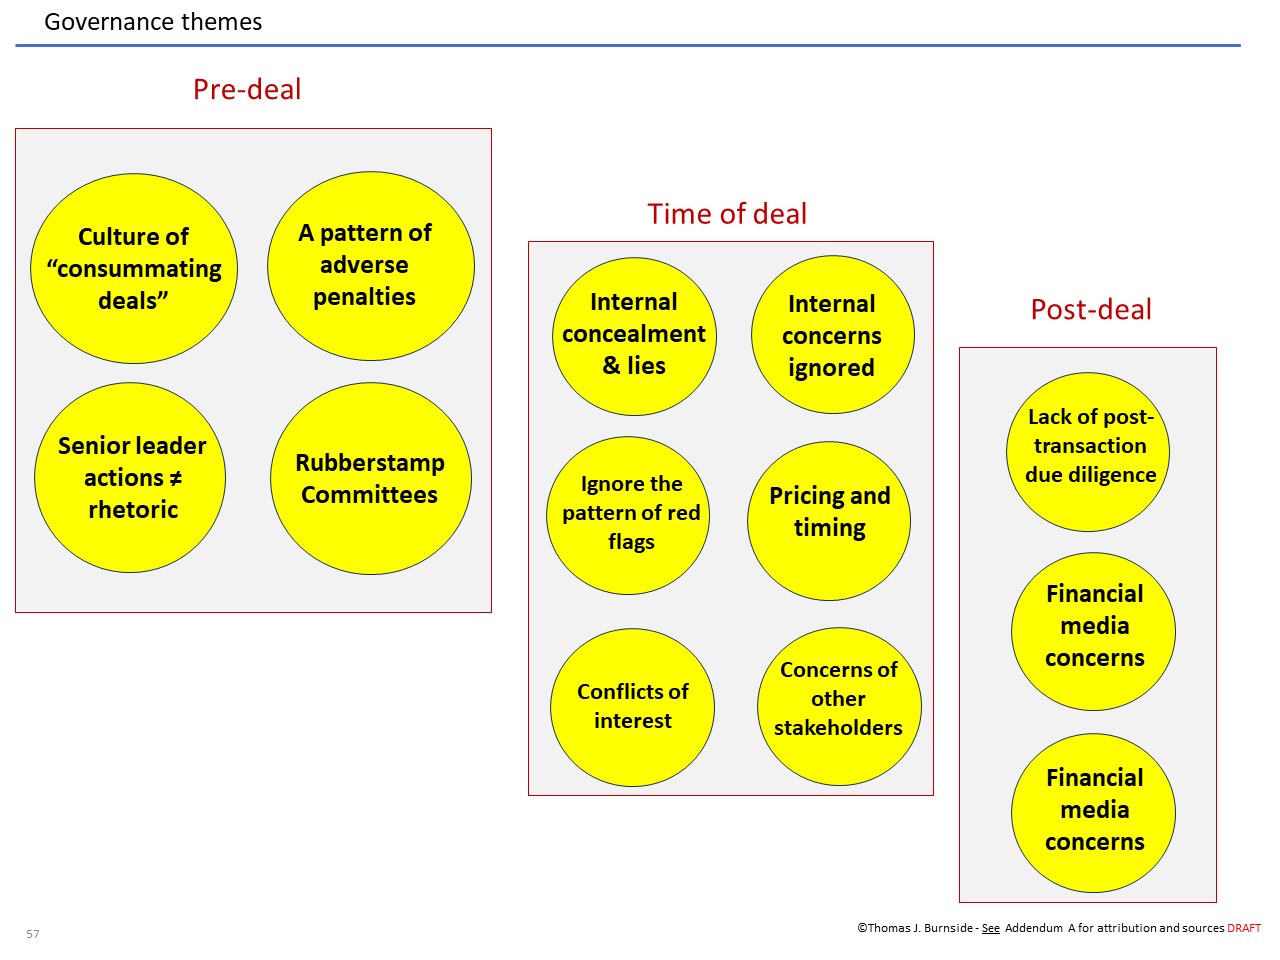 Governance themes
Pre-deal
Culture of
“consummating
deals”
A pattern of
adverse
penalties
Senior leader
actions ≠
rhetoric
Rubberstamp
Committees
Time of deal
Internal
concealment
& lies
Internal
concerns
ignored
Ignore the
pattern of red
flags
Pricing and
timing
Conflicts of
interest
Concerns of
other
stakeholders
Post-deal
Lack of post-
transaction
due diligence
Financial
media
concerns
Financial
media
concerns
57
©Thomas J. Burnside - See Addendum A for attribution and sources DRAFT